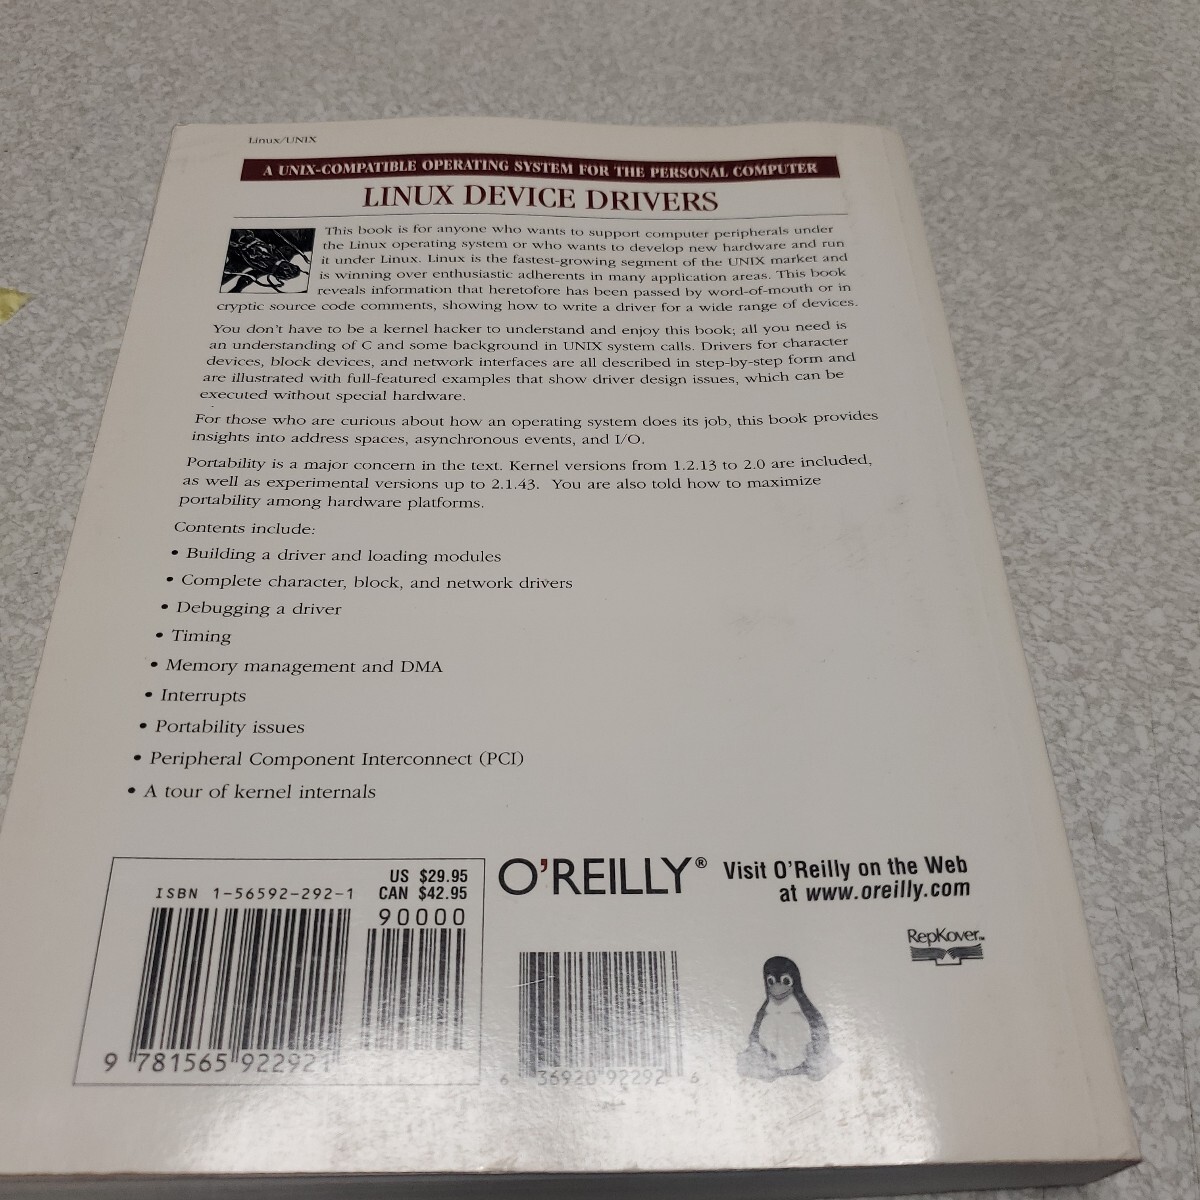 Linux/UNIX
A UNIX-COMPATIBLE OPERATING SYSTEM FOR THE PERSONAL COMPUTER
LINUX DEVICE DRIVERS
This book is for anyone who wants to support computer peripherals under
the Linux operating system or who wants to develop new hardware and run
it under Linux. Linux is the fastest-growing segment of the UNIX market and
is winning over enthusiastic adherents in many application areas. This book
reveals information that heretofore has been passed by word-of-mouth or in
cryptic source code comments, showing how to write a driver for a wide range of devices.
You don't have to be a kernel hacker to understand and enjoy this book; all you need is
an understanding of C and some background in UNIX system calls. Drivers for character
devices, block devices, and network interfaces are all described in step-by-step form and
are illustrated with full-featured examples that show driver design issues, which can be
executed without special hardware.
For those who are curious about how an operating system does its job, this book provides
insights into address spaces, asynchronous events, and I/O.
Portability is a major concern in the text. Kernel versions from 1.2.13 to 2.0 are included,
as well as experimental versions up to 2.1.43. You are also told how to maximize
portability among hardware platforms.
Contents include:
• Building a driver and loading modules
• Complete character, block, and network drivers
• Debugging a driver
• Timing
• Memory management and DMA
• Interrupts
• Portability issues
• Peripheral Component Interconnect (PCI)
• A tour of kernel internals
US $29.95
CAN $42.95
ISBN 1-56592-292-1
90000
9 781565 922921
O'REILLY®
Visit O'Reilly on the Web
at www.oreilly.com
RepKover™
6 36920 92292 6